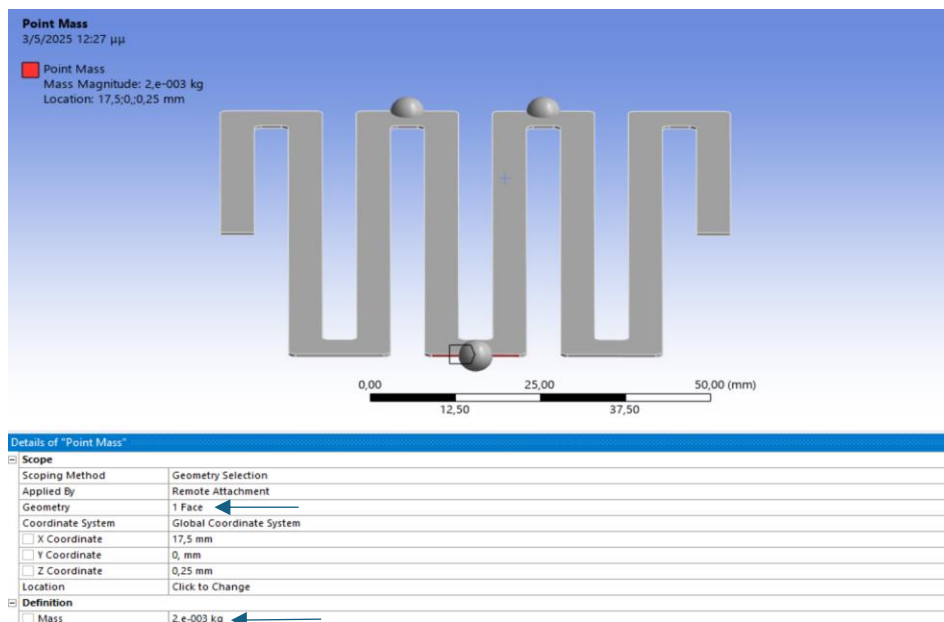 Point Mass
3/5/2025 12:27 μμ
Point Mass
Mass Magnitude: 2,e-003 kg
Location: 17,5;0,;0,25 mm
0,00 25,00 50,00 (mm)
12,50 37,50
Details of "Point Mass"
Scope
Scoping Method Geometry Selection
Applied By Remote Attachment
Geometry 1 Face
Coordinate System Global Coordinate System
X Coordinate 17,5 mm
Y Coordinate 0, mm
Z Coordinate 0,25 mm
Location Click to Change
Definition
Mass 2,e-003 kg